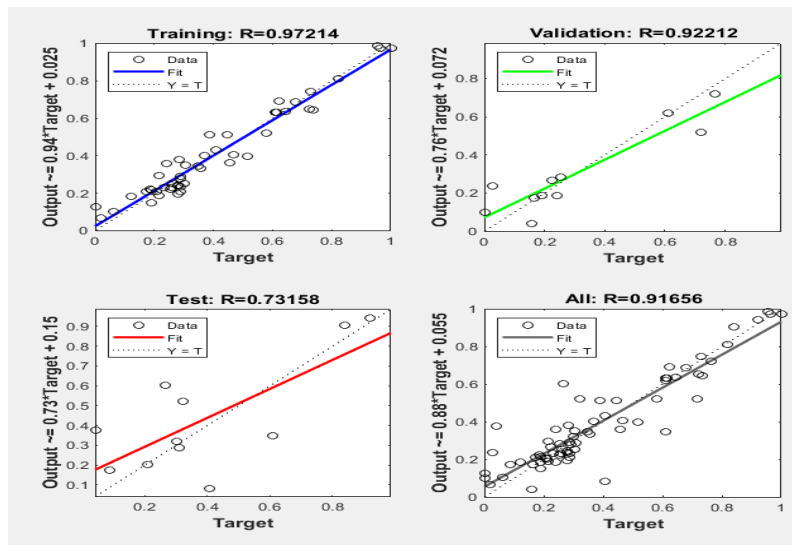 Training: R=0.97214
Output ~= 0.94*Target + 0.025
1
0.8
0.6
0.4
0.2
0
Data
Fit
Y = T
0 0.2 0.4 0.6 0.8 1
Target
Validation: R=0.92212
Output ~= 0.76*Target + 0.072
0.8
0.6
0.4
0.2
0
Data
Fit
Y = T
0 0.2 0.4 0.6 0.8
Target
Test: R=0.73158
Output ~= 0.73*Target + 0.15
0.9
0.8
0.7
0.6
0.5
0.4
0.3
0.2
0.1
Data
Fit
Y = T
0.2 0.4 0.6 0.8
Target
All: R=0.91656
Output ~= 0.88*Target + 0.055
1
0.8
0.6
0.4
0.2
0
Data
Fit
Y = T
0 0.2 0.4 0.6 0.8 1
Target